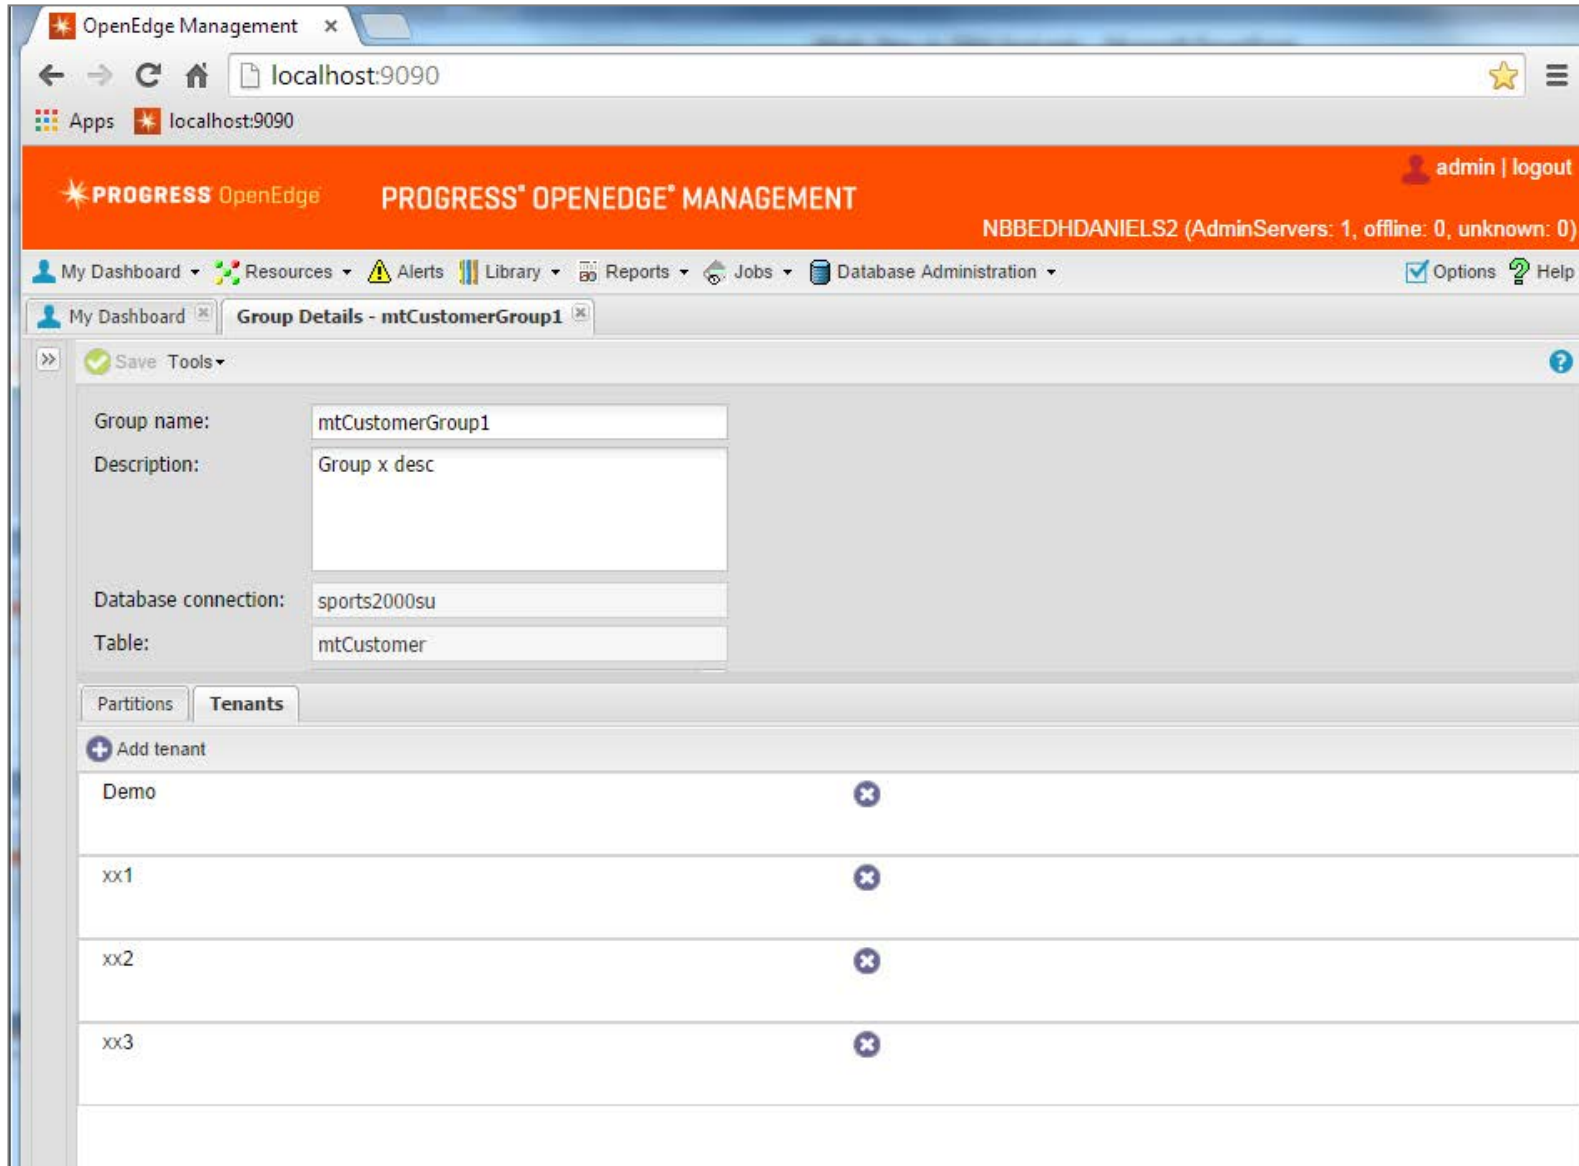 OpenEdge Management
localhost:9090
Apps localhost:9090
admin | logout
PROGRESS OpenEdge PROGRESS® OPENEDGE® MANAGEMENT
NBBEDHDANIELS2 (AdminServers: 1, offline: 0, unknown: 0)
My Dashboard Resources Alerts Library Reports Jobs Database Administration Options Help
My Dashboard Group Details - mtCustomerGroup1
Save Tools
Group name: mtCustomerGroup1
Description: Group x desc
Database connection: sports2000su
Table: mtCustomer
Partitions Tenants
Add tenant
Demo
xx1
xx2
xx3